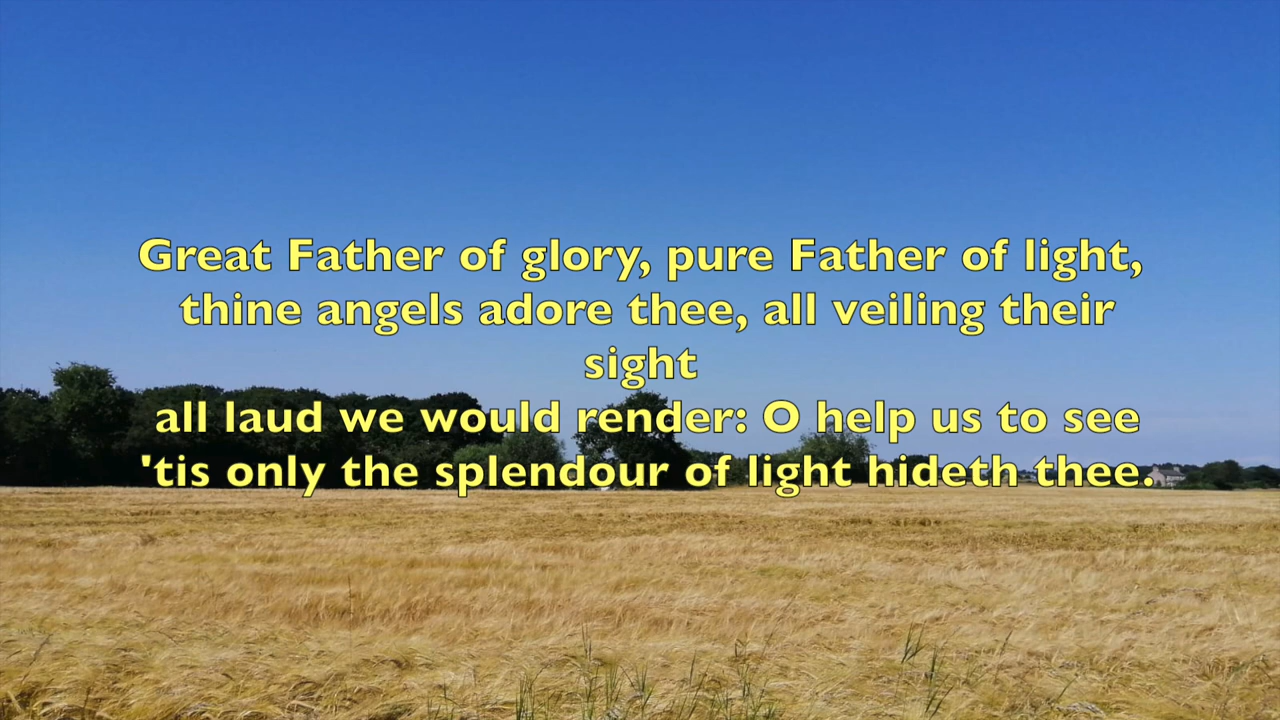 Great Father of glory, pure Father of light,
thine angels adore thee, all veiling their
sight
all laud we would render: O help us to see
'tis only the splendour of light hideth thee.